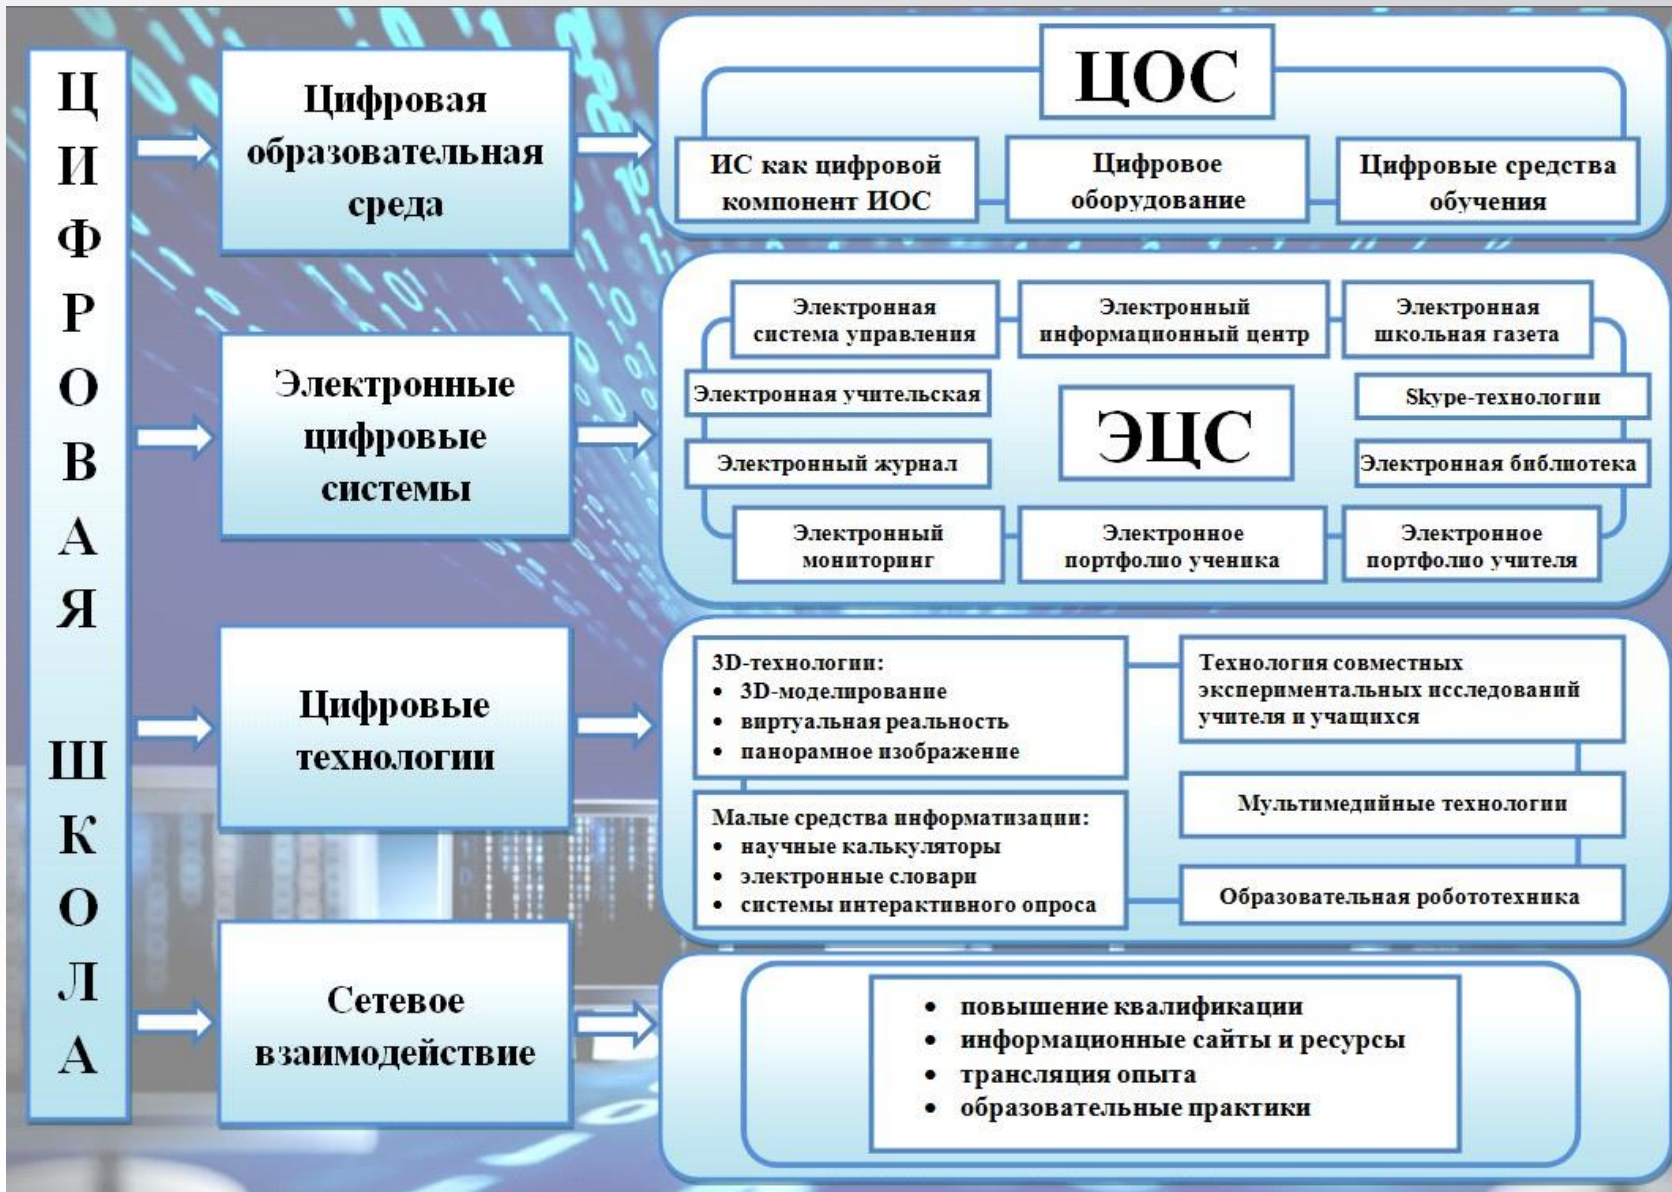 ЦИФРОВАЯ ШКОЛА
Цифровая
образовательная
среда
ЦОС
ИС как цифровой
компонент ИОС
Цифровое
оборудование
Цифровые средства
обучения
Электронные
цифровые
системы
Электронная
система управления
Электронный
информационный центр
Электронная
школьная газета
Электронная учительская
ЭЦС
Skype-технологии
Электронный журнал
Электронная библиотека
Электронный
мониторинг
Электронное
портфолио ученика
Электронное
портфолио учителя
Цифровые
технологии
3D-технологии:
• 3D-моделирование
• виртуальная реальность
• панорамное изображение
Технология совместных
экспериментальных исследований
учителя и учащихся
Малые средства информатизации:
• научные калькуляторы
• электронные словари
• системы интерактивного опроса
Мультимедийные технологии
Образовательная робототехника
Сетевое
взаимодействие
• повышение квалификации
• информационные сайты и ресурсы
• трансляция опыта
• образовательные практики